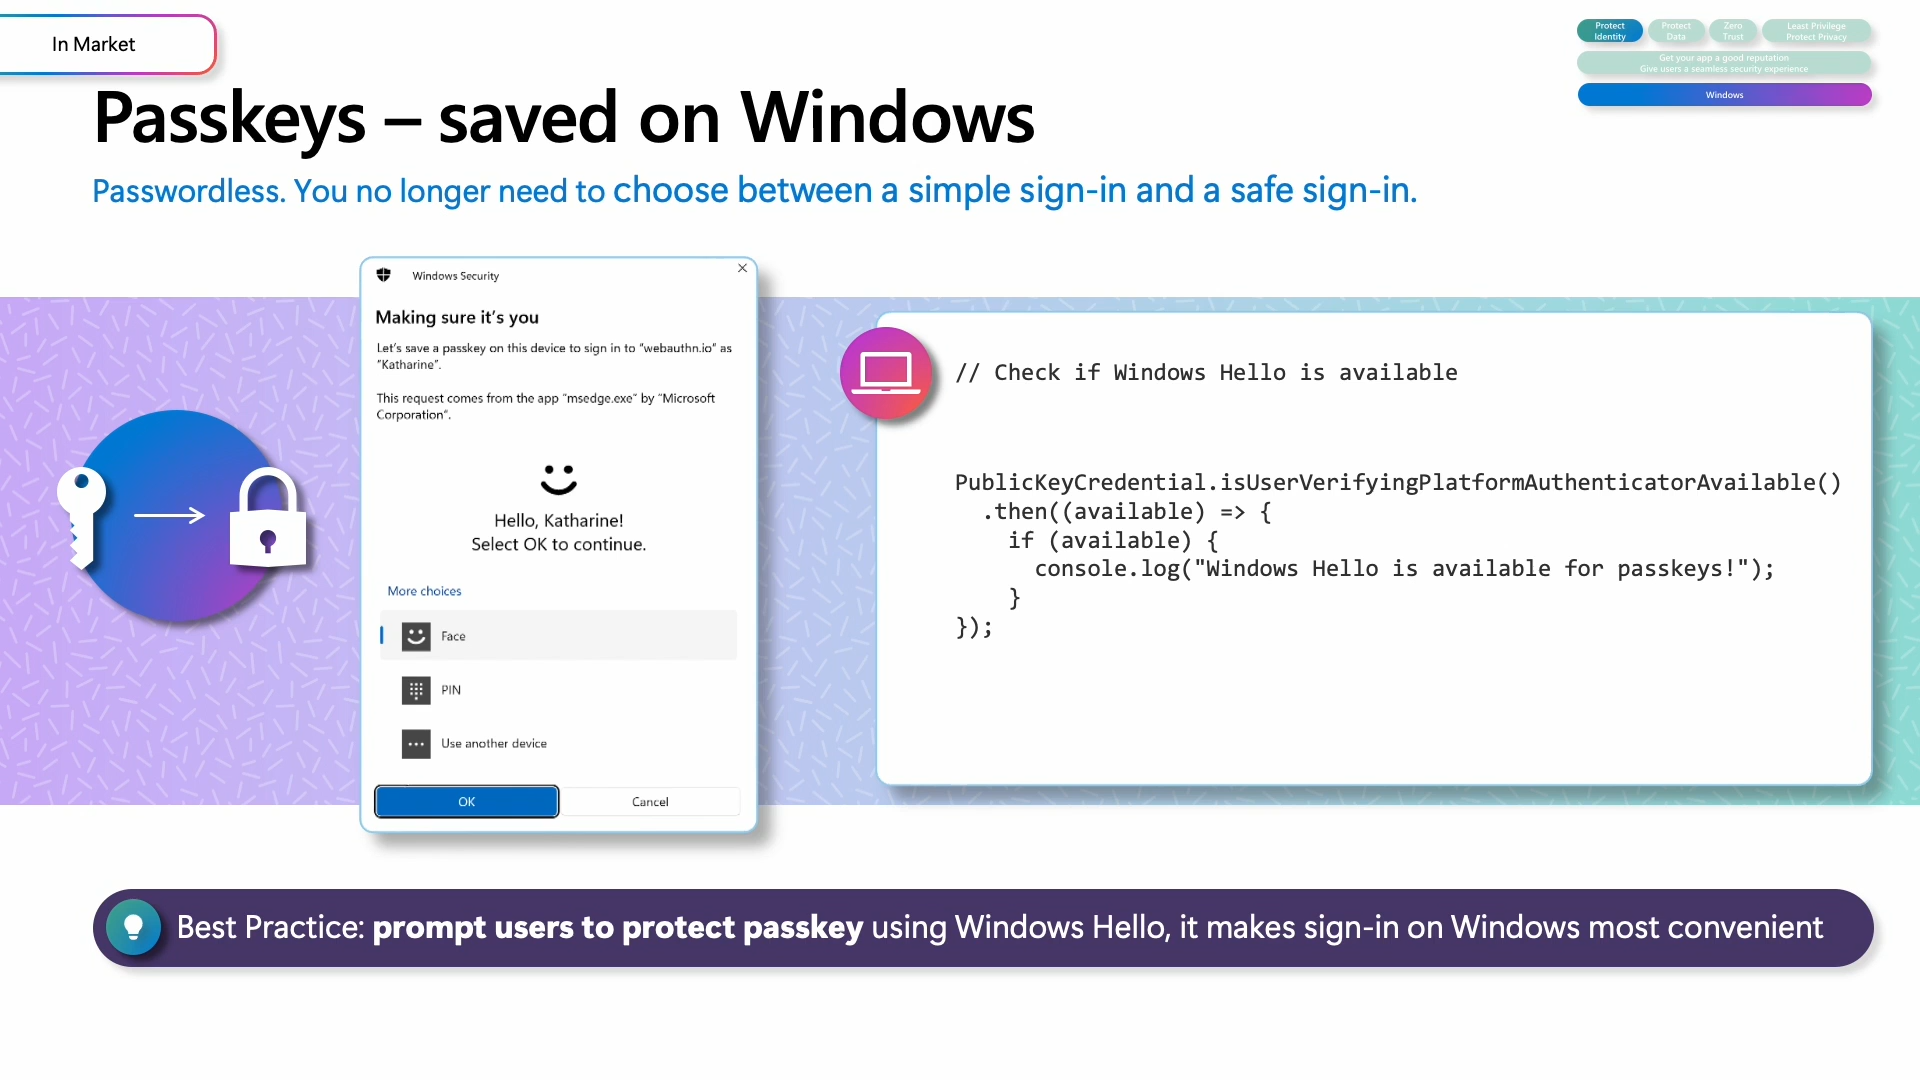 In Market
Protect
Identity
Protect
Data
Zero
Trust
Least Privilege
Protect Privacy
Get your app a good reputation
Give users a seamless security experience
Windows
Passkeys – saved on Windows
Passwordless. You no longer need to choose between a simple sign-in and a safe sign-in.
Windows Security
Making sure it's you
Let's save a passkey on this device to sign in to "webauthn.io" as
"Katharine".
This request comes from the app "msedge.exe" by "Microsoft
Corporation".
Hello, Katharine!
Select OK to continue.
More choices
Face
PIN
Use another device
OK
Cancel
// Check if Windows Hello is available
PublicKeyCredential.isUserVerifyingPlatformAuthenticatorAvailable()
.then((available) => {
if (available) {
console.log("Windows Hello is available for passkeys!");
}
});
Best Practice: prompt users to protect passkey using Windows Hello, it makes sign-in on Windows most convenient